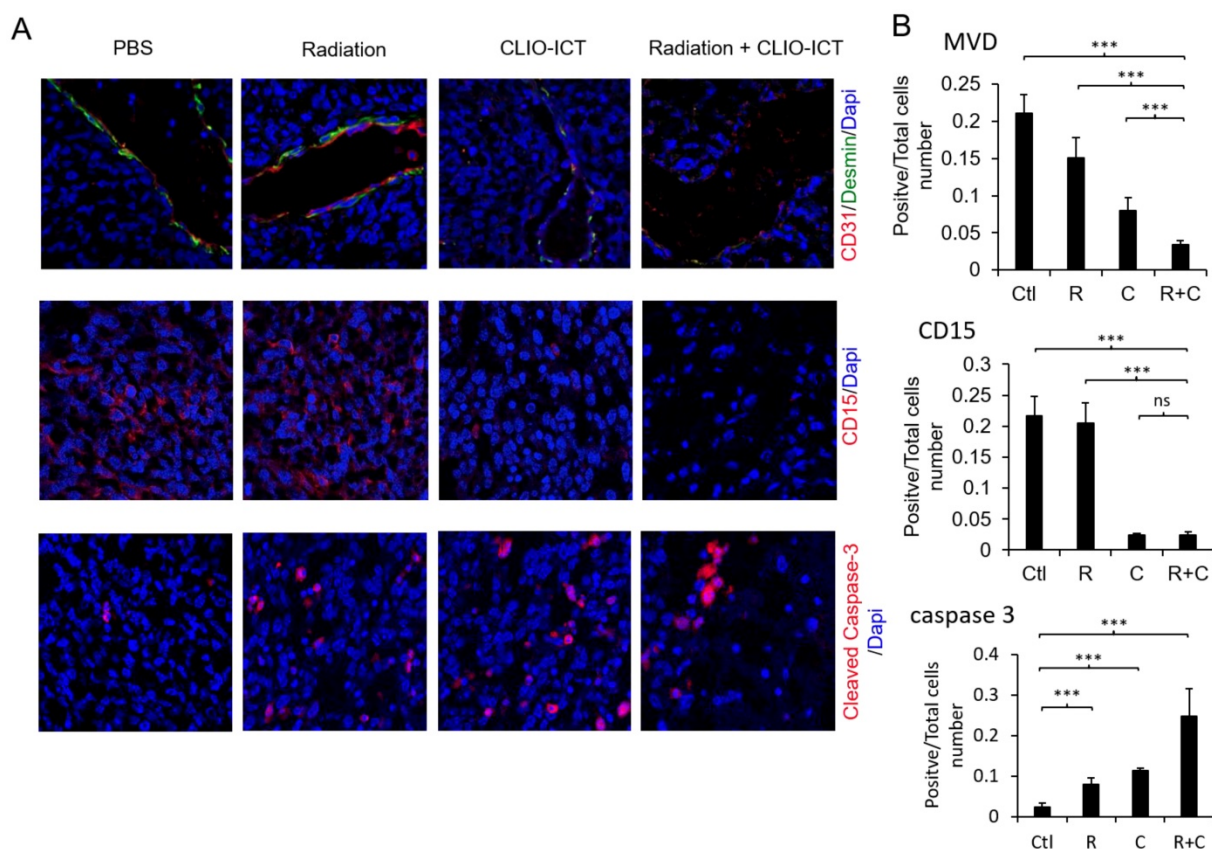 A
PBS
Radiation
CLIO-ICT
Radiation + CLIO-ICT
CD31/Desmin/Dapi
CD15/Dapi
Cleaved Caspase-3
/Dapi
B
MVD
***
***
***
Positve/Total cells
number
0.25
0.2
0.15
0.1
0.05
0
Ctl R C R+C
CD15
***
***
ns
Positve/Total cells
number
0.3
0.25
0.2
0.15
0.1
0.05
0
Ctl R C R+C
caspase 3
***
***
***
Positve/Total cells
number
0.4
0.3
0.2
0.1
0
Ctl R C R+C